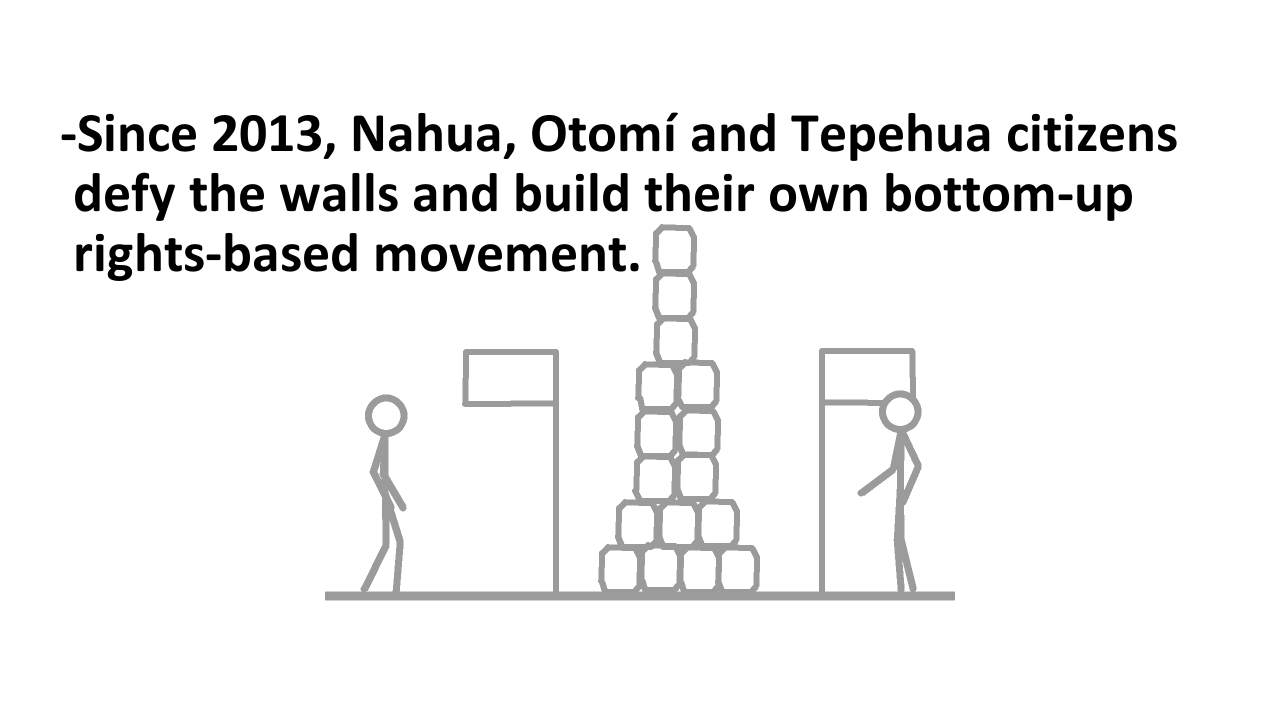 -Since 2013, Nahua, Otomí and Tepehua citizens
defy the walls and build their own bottom-up
rights-based movement.